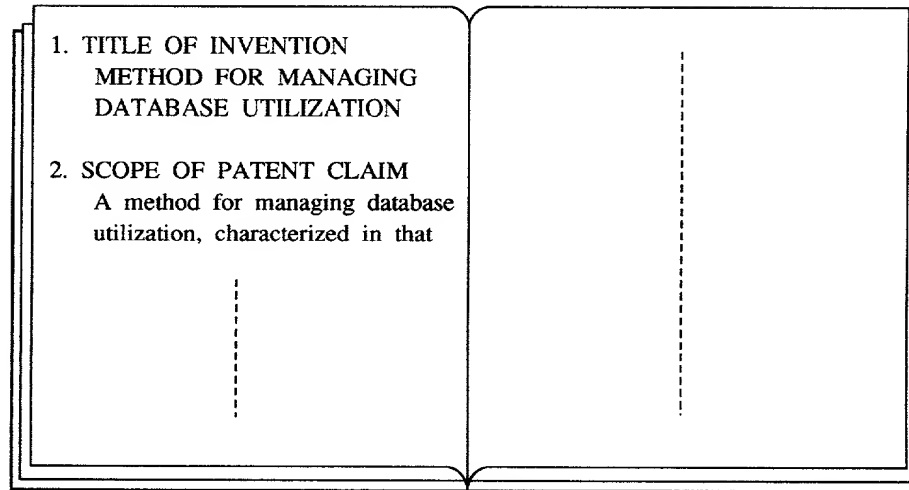 1. TITLE OF INVENTION
METHOD FOR MANAGING
DATABASE UTILIZATION
2. SCOPE OF PATENT CLAIM
A method for managing database
utilization, characterized in that